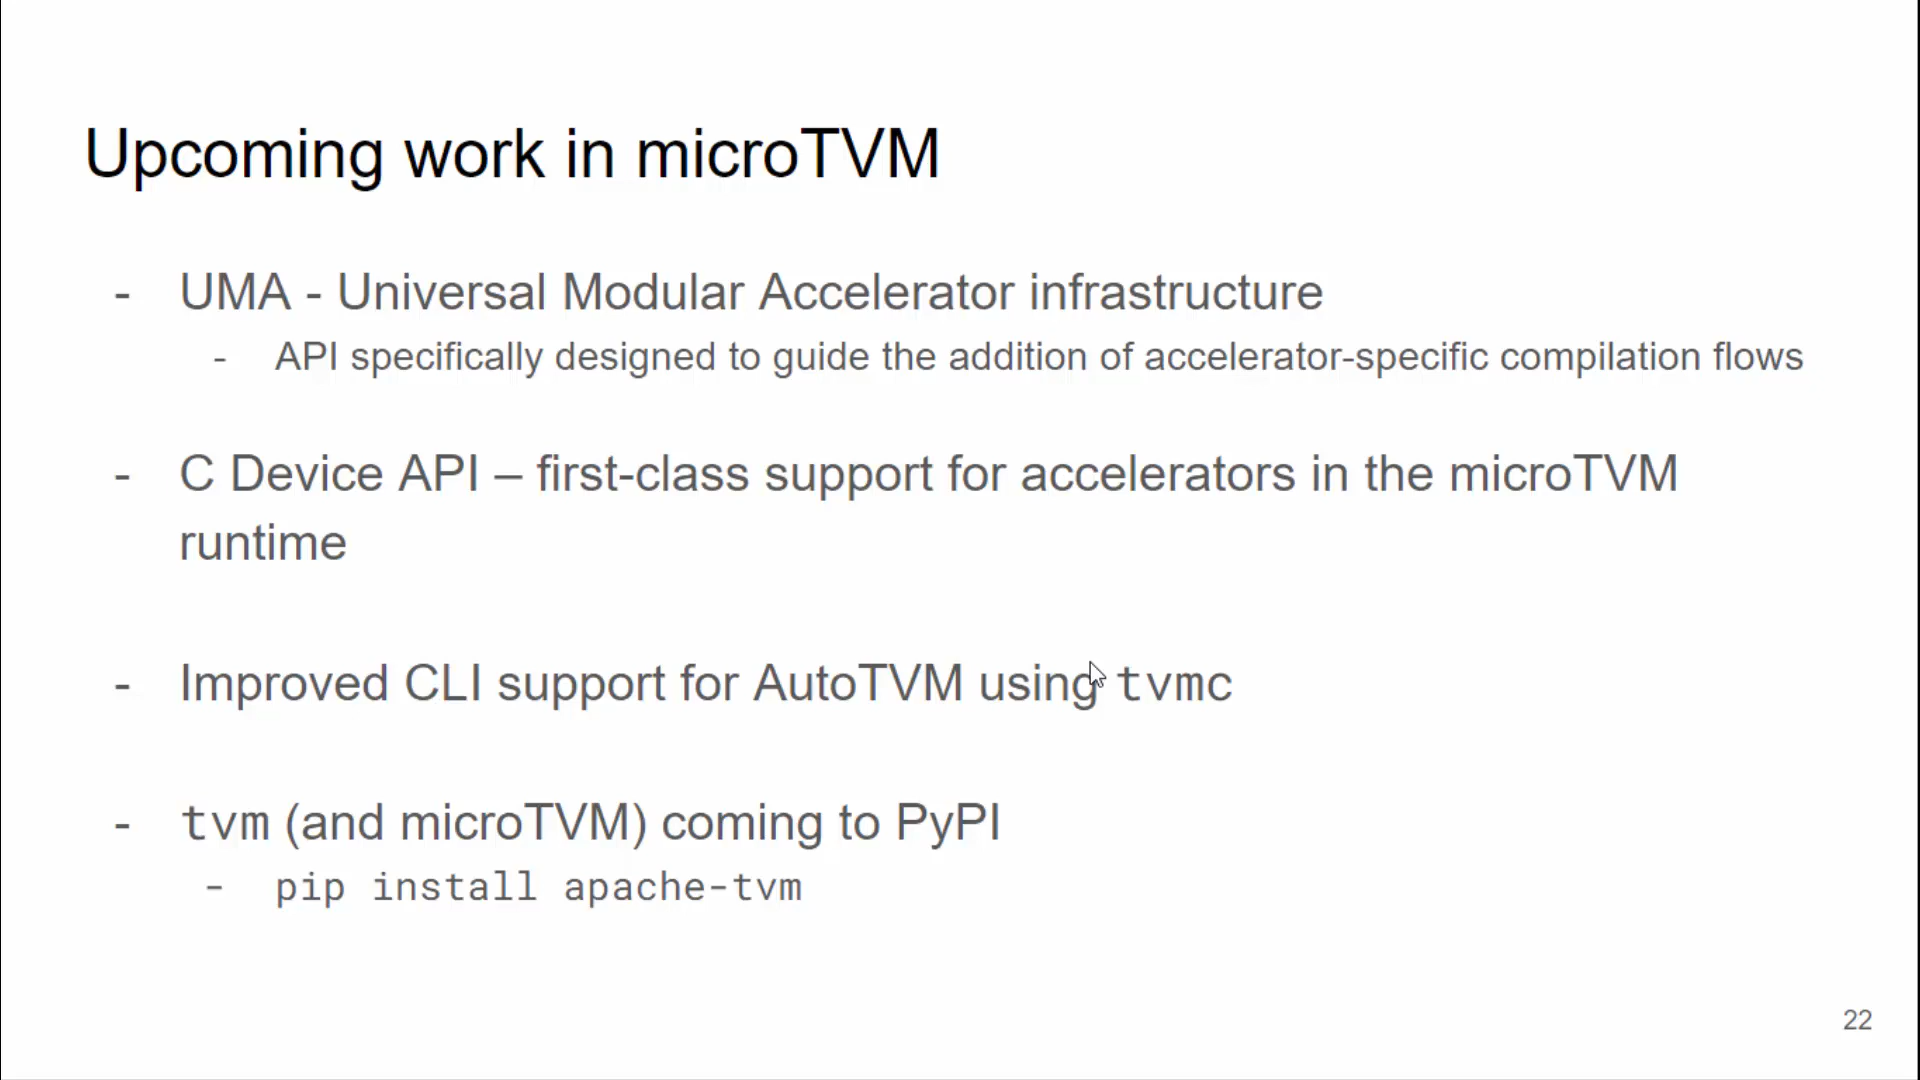 Upcoming work in microTVM
- UMA - Universal Modular Accelerator infrastructure
- API specifically designed to guide the addition of accelerator-specific compilation flows
- C Device API – first-class support for accelerators in the microTVM
runtime
- Improved CLI support for AutoTVM using tvmc
- tvm (and microTVM) coming to PyPI
- pip install apache-tvm
22